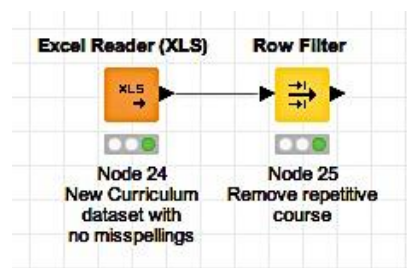 Excel Reader (XLS)
Row Filter
XLS
Node 24
New Curriculum
dataset with
no misspellings
Node 25
Remove repetitive
course